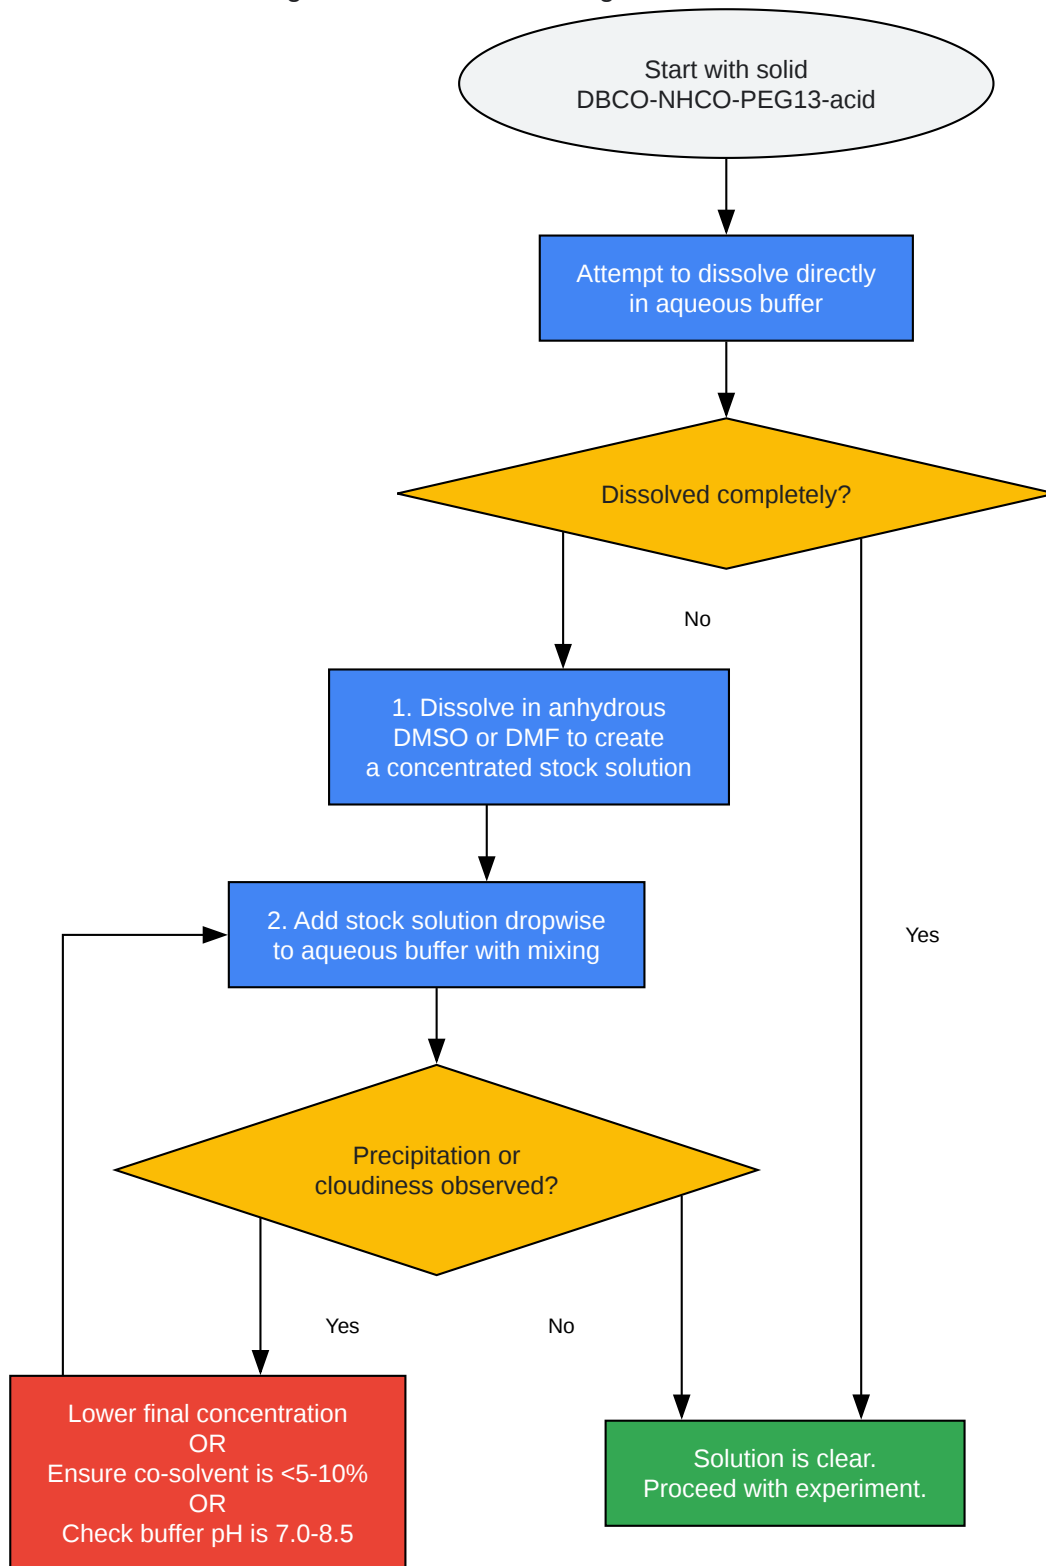 Start with solid
DBCO-NHCO-PEG13-acid
Attempt to dissolve directly
in aqueous buffer
Dissolved completely?
No
1. Dissolve in anhydrous
DMSO or DMF to create
a concentrated stock solution
2. Add stock solution dropwise
to aqueous buffer with mixing
Yes
Precipitation or
cloudiness observed?
Yes
No
Lower final concentration
OR
Ensure co-solvent is <5-10%
OR
Check buffer pH is 7.0-8.5
Solution is clear.
Proceed with experiment.